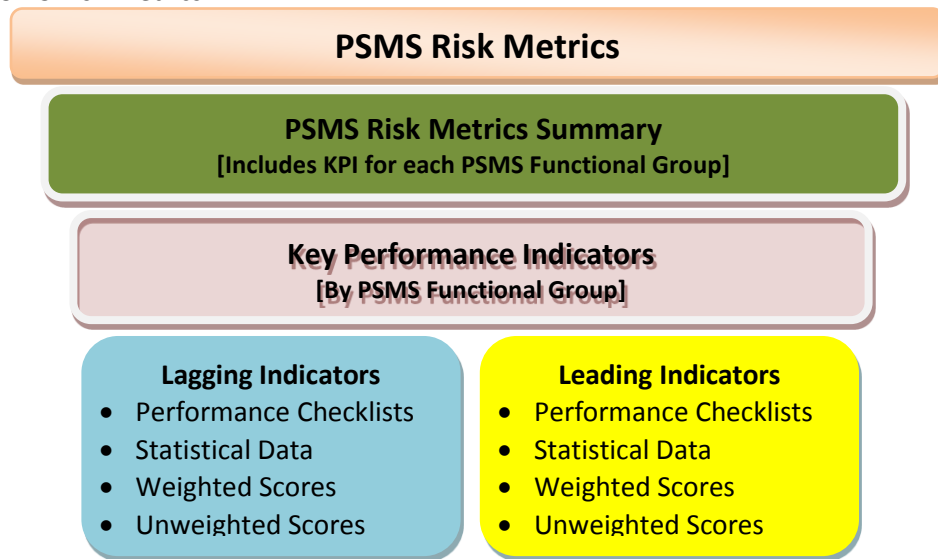 PSMS Risk Metrics
PSMS Risk Metrics Summary
[Includes KPI for each PSMS Functional Group]
Key Performance Indicators
[By PSMS Functional Group]
Lagging Indicators
• Performance Checklists
• Statistical Data
• Weighted Scores
• Unweighted Scores
Leading Indicators
• Performance Checklists
• Statistical Data
• Weighted Scores
• Unweighted Scores